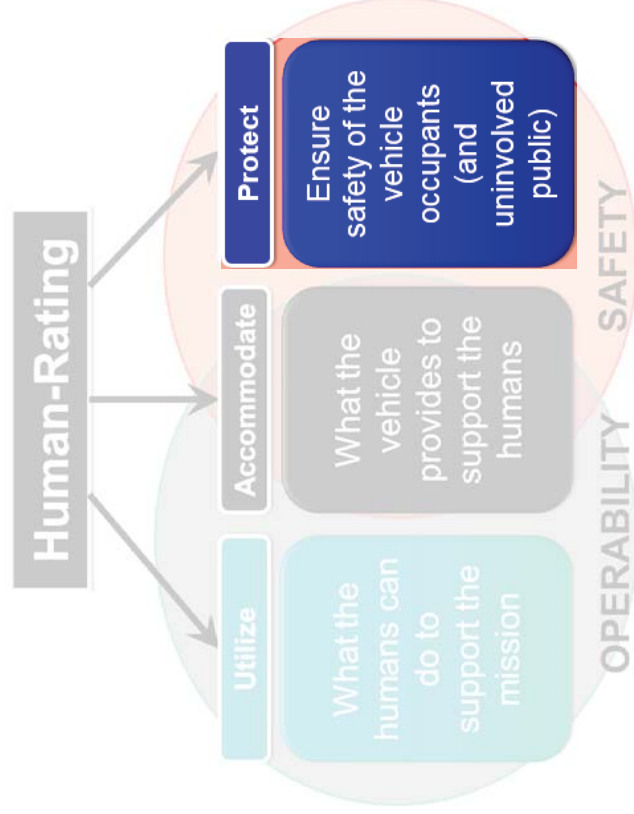 Human-Rating
Utilize
What the
humans can
do to
support the
mission
Accommodate
What the
vehicle
provides to
support the
humans
Protect
Ensure
safety of the
vehicle
occupants
(and
uninvolved
public)
OPERABILITY
SAFETY